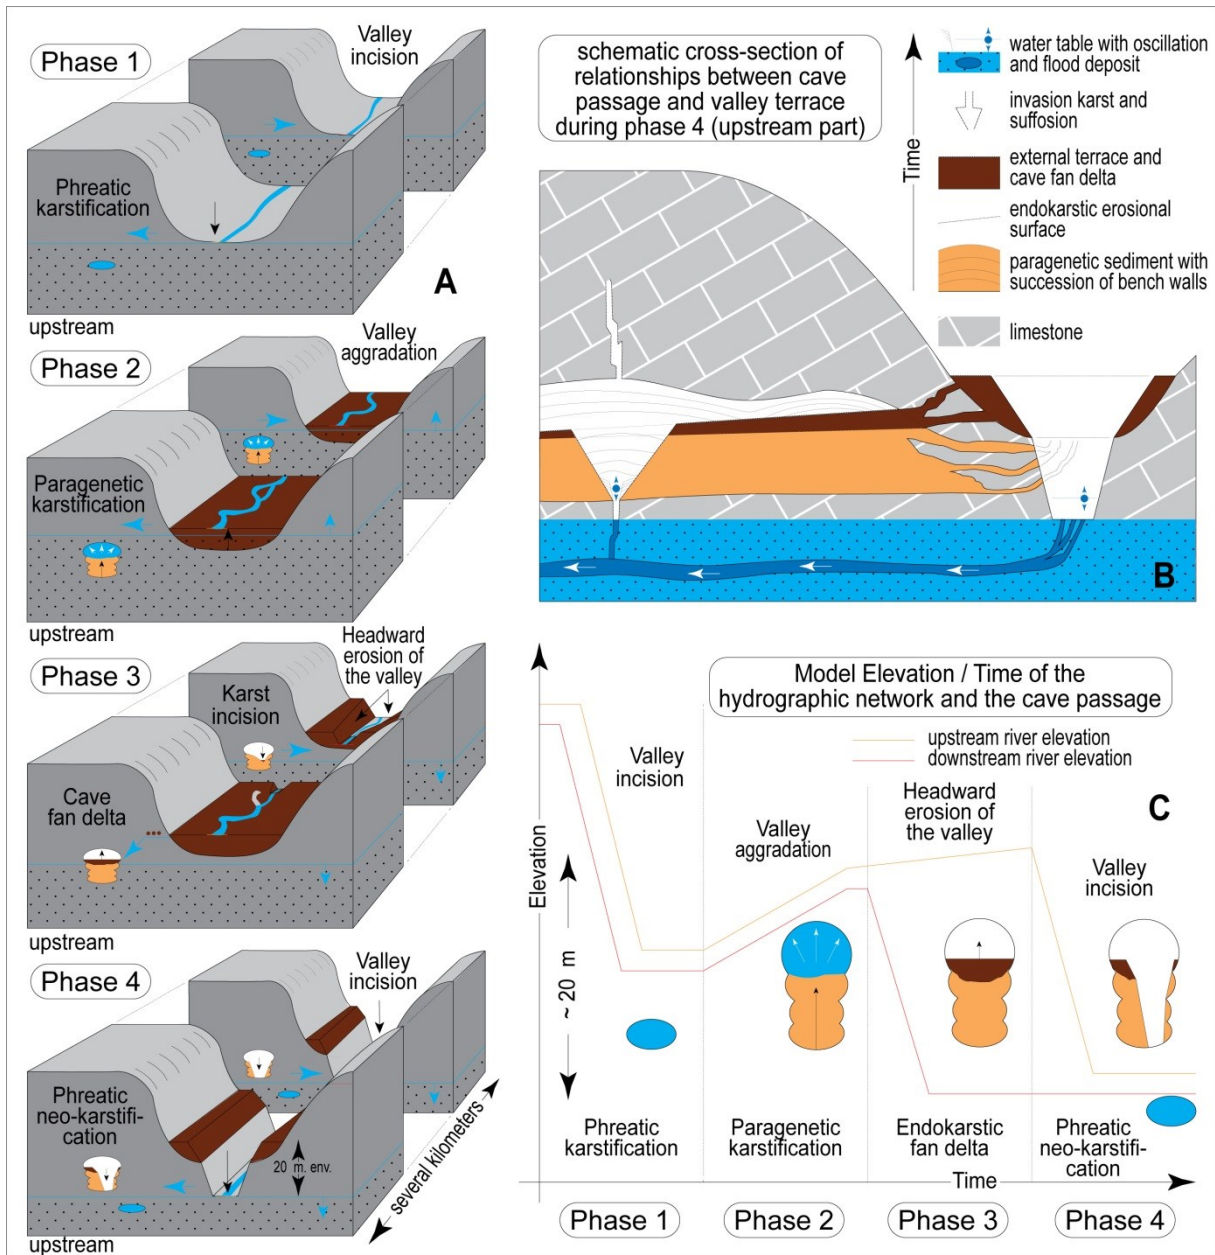 Phase 1
Valley
incision
Phreatic
karstification
A
upstream
Phase 2
Valley
aggradation
Paragenetic
karstification
upstream
Phase 3
Headward
erosion of
the valley
Karst
incision
Cave
fan delta
upstream
Phase 4
Valley
incision
Phreatic
neo-karstifi-
cation
20 m. env.
several kilometers
upstream
schematic cross-section of
relationships between cave
passage and valley terrace
during phase 4 (upstream part)
Time
water table with oscillation
and flood deposit
invasion karst and
suffosion
external terrace and
cave fan delta
endokarstic erosional
surface
paragenetic sediment with
succession of bench walls
limestone
B
Model Elevation / Time of the
hydrographic network and the cave passage
upstream river elevation
downstream river elevation
C
Elevation
~ 20 m
Valley
incision
Valley
aggradation
Headward
erosion of
the valley
Valley
incision
Phreatic
karstification
Paragenetic
karstification
Endokarstic
fan delta
Phreatic
neo-karstifi-
cation
Time
Phase 1
Phase 2
Phase 3
Phase 4